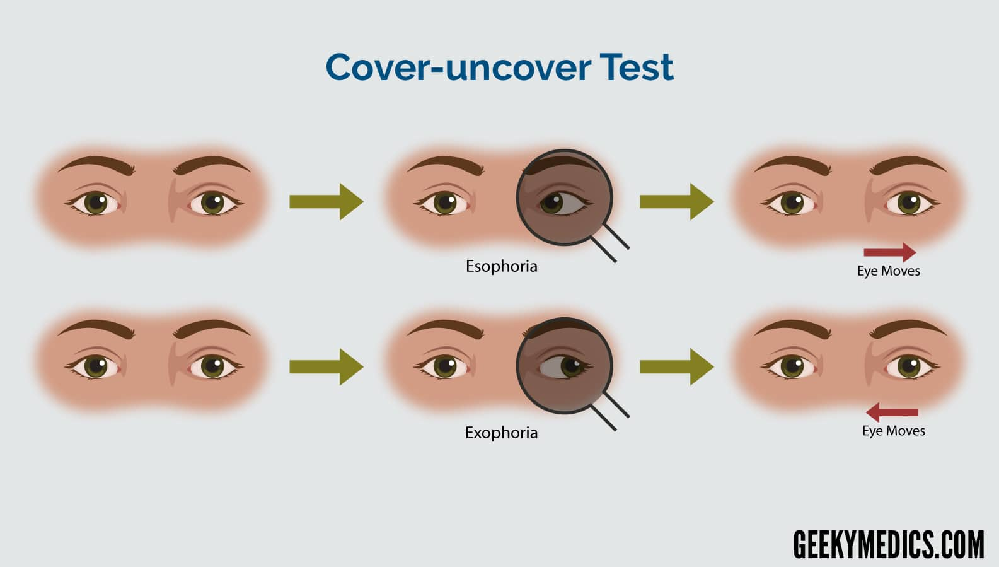 Cover-uncover Test
Esophoria
Eye Moves
Exophoria
Eye Moves
GEEKYMEDICS.COM